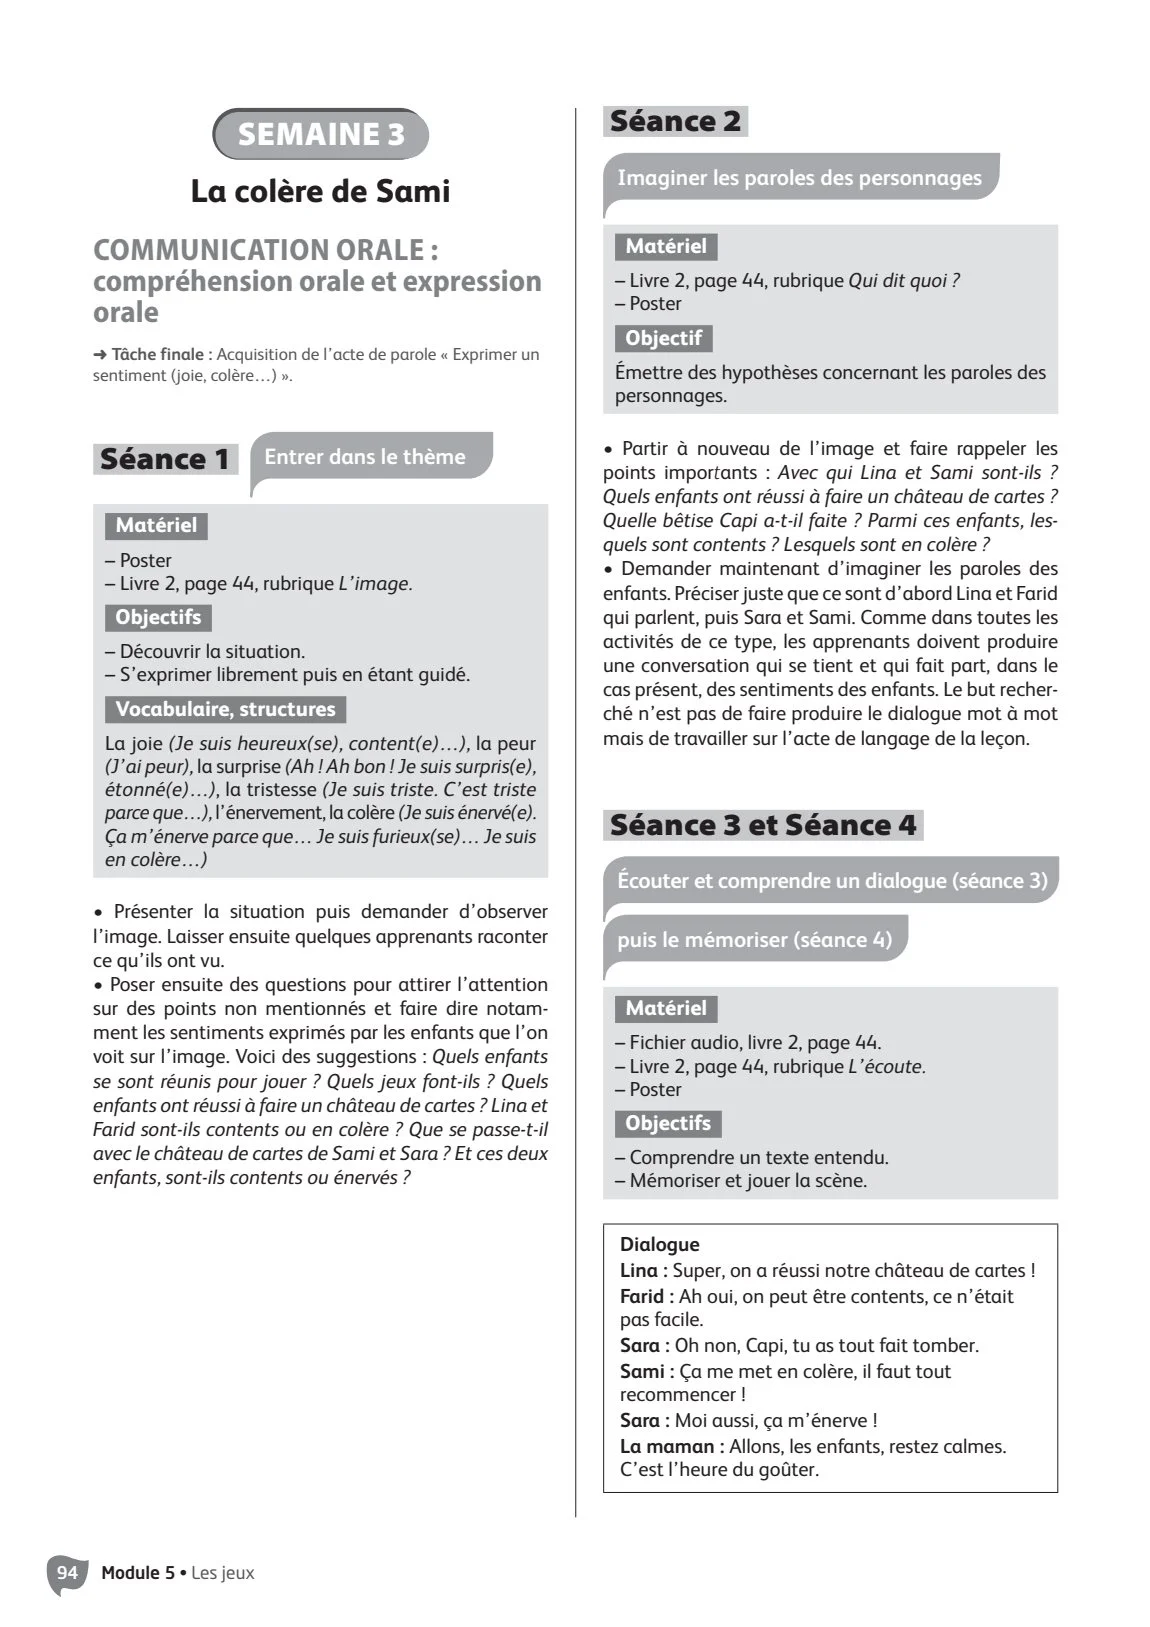 SEMAINE 3
La colère de Sami
COMMUNICATION ORALE :
compréhension orale et expression
orale
➜ Tâche finale : Acquisition de l’acte de parole « Exprimer un
sentiment (joie, colère…) ».
Séance 1
Entrer dans le thème
Matériel
– Poster
– Livre 2, page 44, rubrique L’image.
Objectifs
– Découvrir la situation.
– S’exprimer librement puis en étant guidé.
Vocabulaire, structures
La joie (Je suis heureux(se), content(e)…), la peur
(J’ai peur), la surprise (Ah ! Ah bon ! Je suis surpris(e),
étonné(e)…), la tristesse (Je suis triste. C’est triste
parce que…), l’énervement, la colère (Je suis énervé(e).
Ça m’énerve parce que… Je suis furieux(se)… Je suis
en colère…)
• Présenter la situation puis demander d’observer
l’image. Laisser ensuite quelques apprenants raconter
ce qu’ils ont vu.
• Poser ensuite des questions pour attirer l’attention
sur des points non mentionnés et faire dire notam-
ment les sentiments exprimés par les enfants que l’on
voit sur l’image. Voici des suggestions : Quels enfants
se sont réunis pour jouer ? Quels jeux font-ils ? Quels
enfants ont réussi à faire un château de cartes ? Lina et
Farid sont-ils contents ou en colère ? Que se passe-t-il
avec le château de cartes de Sami et Sara ? Et ces deux
enfants, sont-ils contents ou énervés ?
Séance 2
Imaginer les paroles des personnages
Matériel
– Livre 2, page 44, rubrique Qui dit quoi ?
– Poster
Objectif
Émettre des hypothèses concernant les paroles des
personnages.
• Partir à nouveau de l’image et faire rappeler les
points importants : Avec qui Lina et Sami sont-ils ?
Quels enfants ont réussi à faire un château de cartes ?
Quelle bêtise Capi a-t-il faite ? Parmi ces enfants, les-
quels sont contents ? Lesquels sont en colère ?
• Demander maintenant d’imaginer les paroles des
enfants. Préciser juste que ce sont d’abord Lina et Farid
qui parlent, puis Sara et Sami. Comme dans toutes les
activités de ce type, les apprenants doivent produire
une conversation qui se tient et qui fait part, dans le
cas présent, des sentiments des enfants. Le but recher-
ché n’est pas de faire produire le dialogue mot à mot
mais de travailler sur l’acte de langage de la leçon.
Séance 3 et Séance 4
Écouter et comprendre un dialogue (séance 3)
puis le mémoriser (séance 4)
Matériel
– Fichier audio, livre 2, page 44.
– Livre 2, page 44, rubrique L’écoute.
– Poster
Objectifs
– Comprendre un texte entendu.
– Mémoriser et jouer la scène.
Dialogue
Lina : Super, on a réussi notre château de cartes !
Farid : Ah oui, on peut être contents, ce n’était
pas facile.
Sara : Oh non, Capi, tu as tout fait tomber.
Sami : Ça me met en colère, il faut tout
recommencer !
Sara : Moi aussi, ça m’énerve !
La maman : Allons, les enfants, restez calmes.
C’est l’heure du goûter.
94 Module 5 • Les jeux